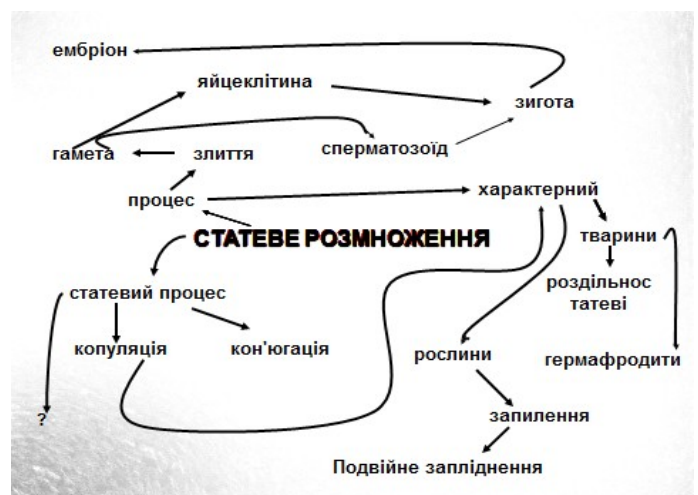 ембріон
яйцеклітина
зигота
гамета
злиття
сперматозоїд
процес
характерний
СТАТЕВЕ РОЗМНОЖЕННЯ
тварини
статевий процес
роздільнос
татеві
копуляція
кон'югація
рослини
гермафродити
?
запилення
Подвійне запліднення